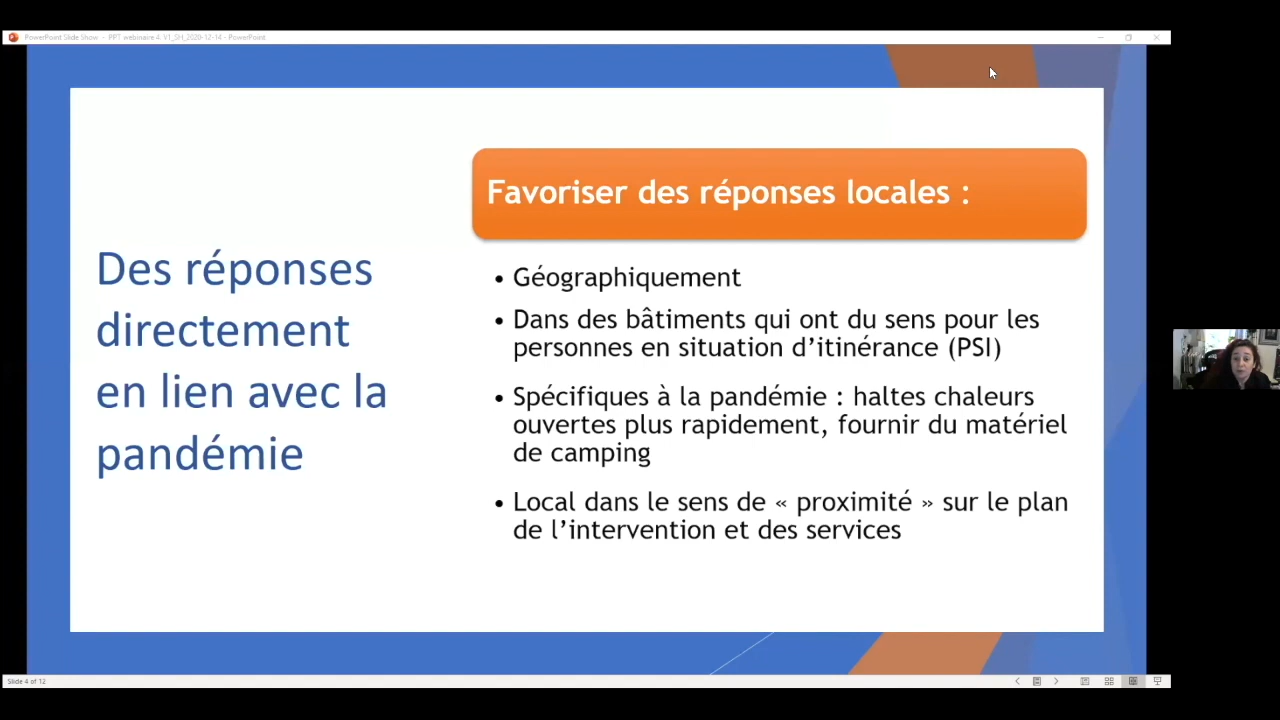 PowerPoint Slide Show - PPT webinaire 4. V1_SH_2020-12-14 - PowerPoint
Favoriser des réponses locales :
Des réponses
directement
en lien avec la
pandémie
• Géographiquement
• Dans des bâtiments qui ont du sens pour les
personnes en situation d’itinérance (PSI)
• Spécifiques à la pandémie : haltes chaleurs
ouvertes plus rapidement, fournir du matériel
de camping
• Local dans le sens de « proximité » sur le plan
de l’intervention et des services
Slide 4 of 12